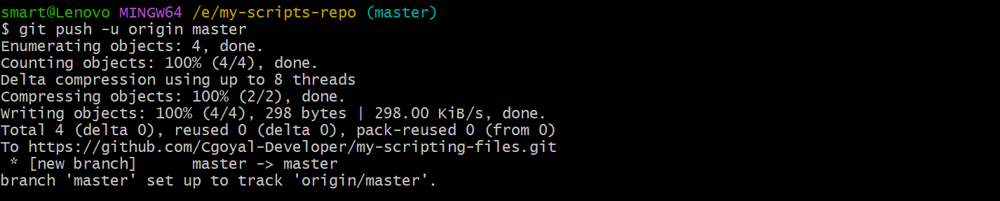 smart@Lenovo MINGW64 /e/my-scripts-repo (master)
$ git push -u origin master
Enumerating objects: 4, done.
Counting objects: 100% (4/4), done.
Delta compression using up to 8 threads
Compressing objects: 100% (2/2), done.
Writing objects: 100% (4/4), 298 bytes | 298.00 KiB/s, done.
Total 4 (delta 0), reused 0 (delta 0), pack-reused 0 (from 0)
To https://github.com/Cgoyal-Developer/my-scripting-files.git
 * [new branch]      master -> master
branch 'master' set up to track 'origin/master'.